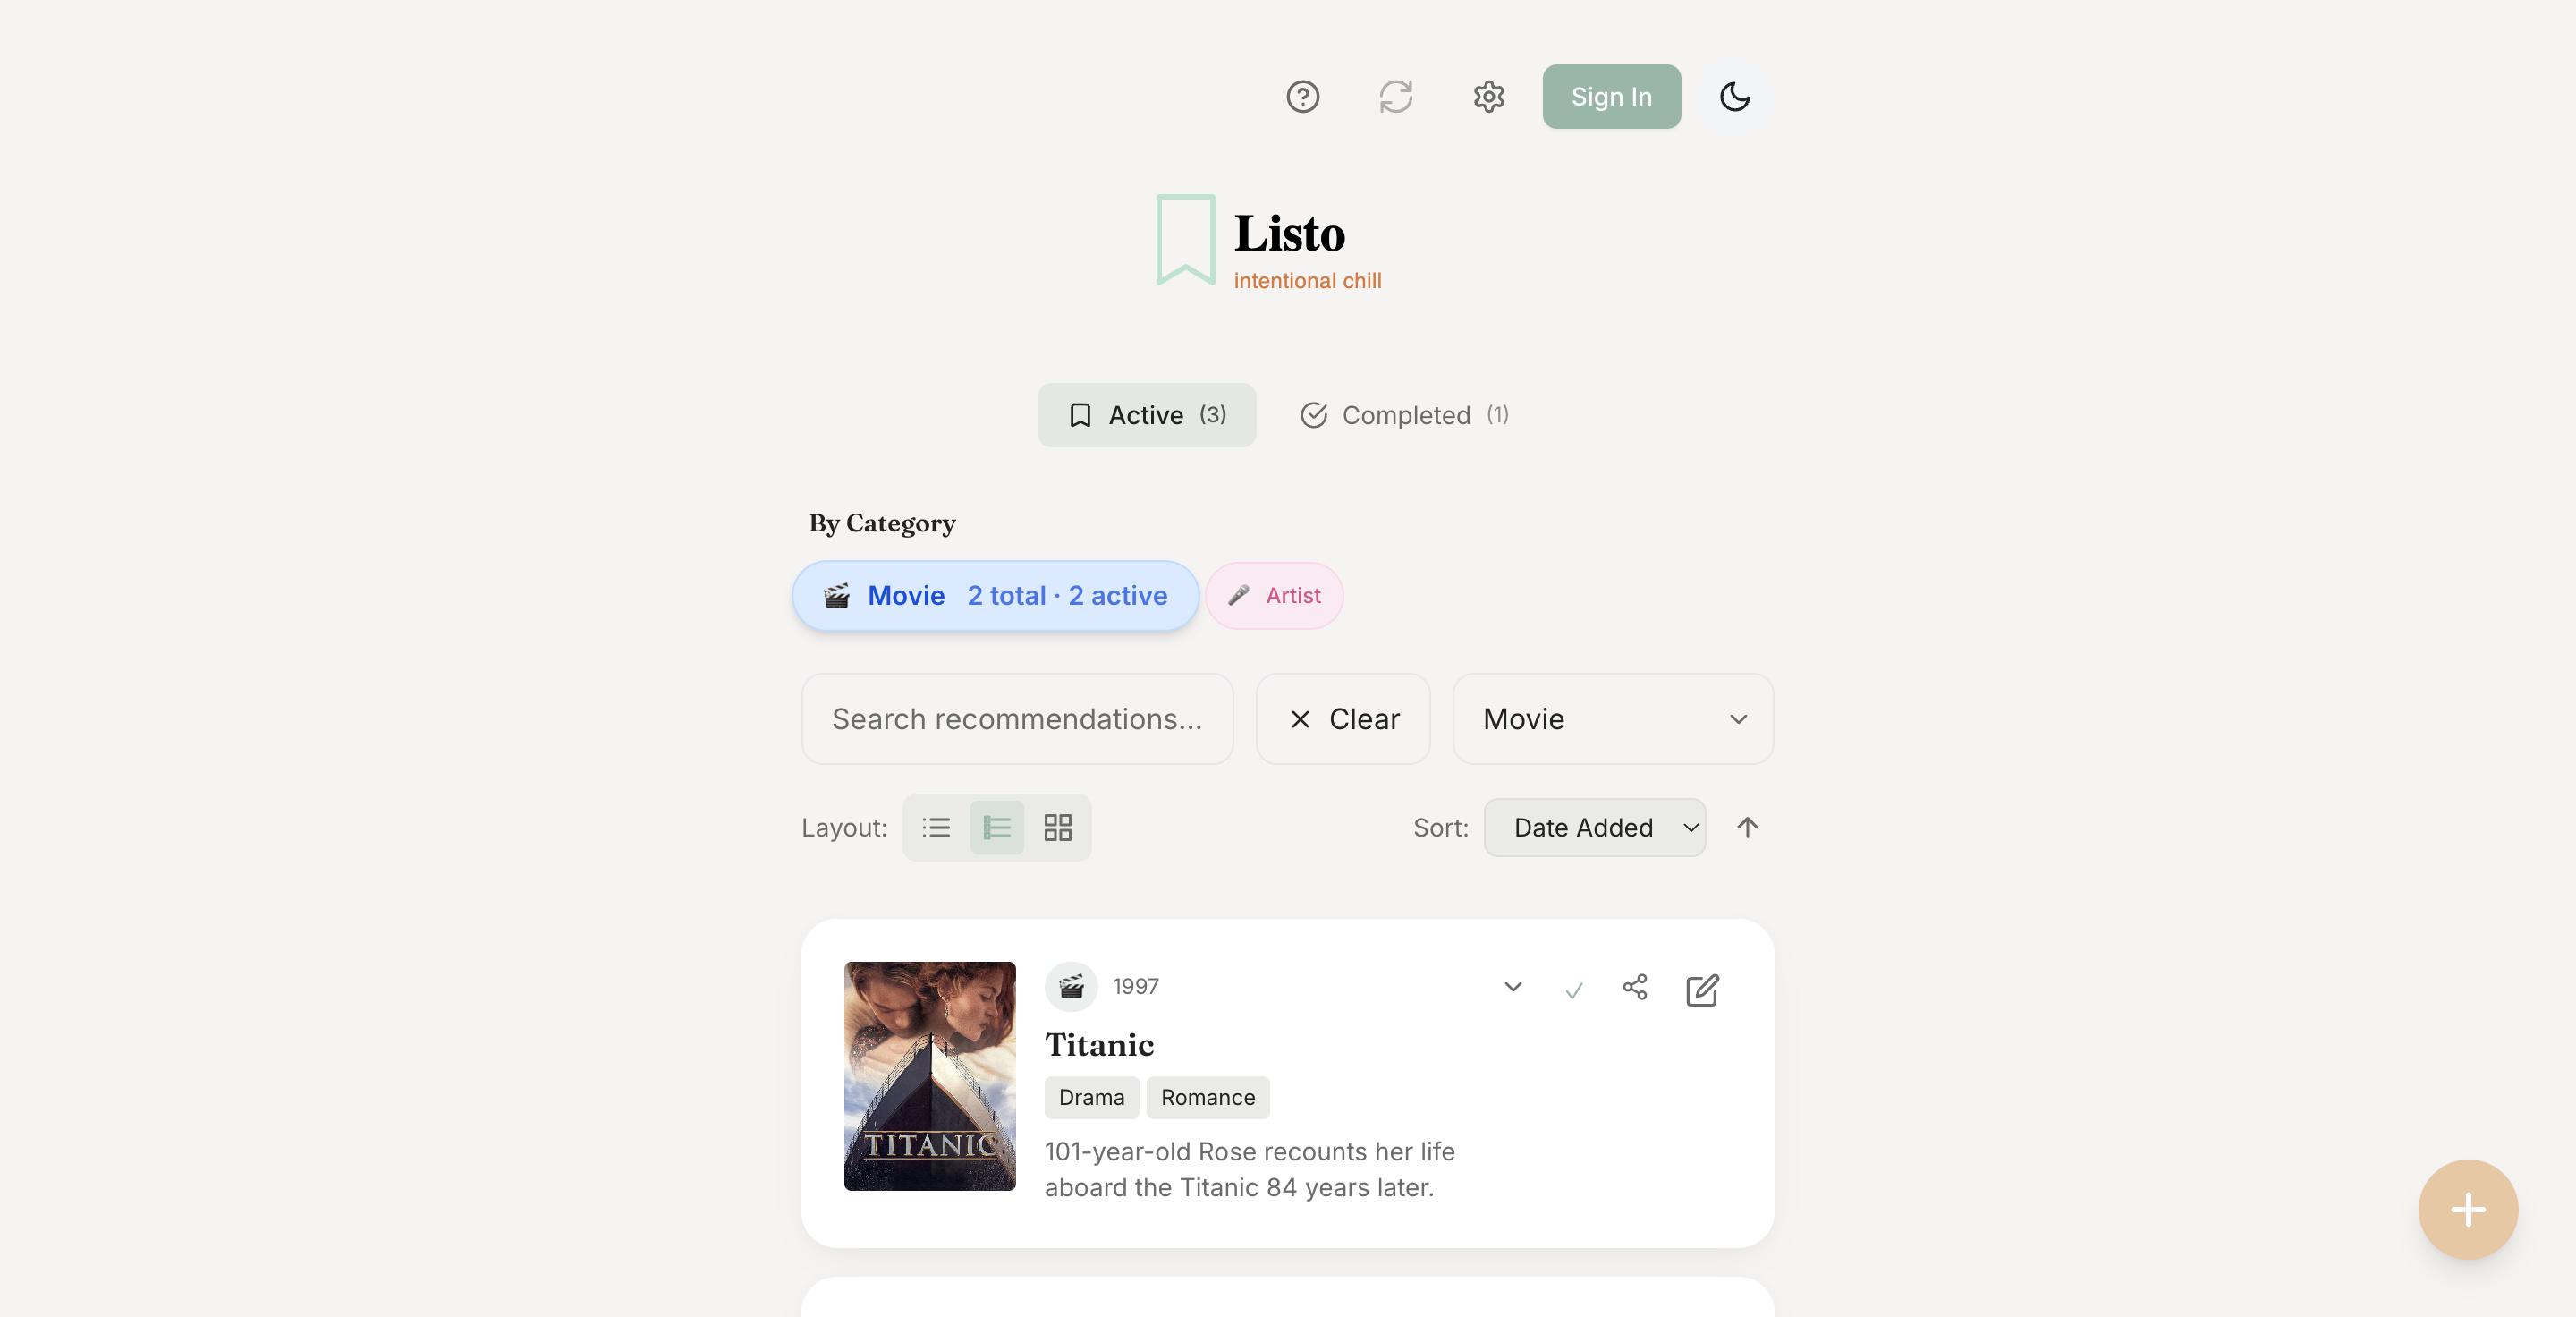 Sign In
Listo
intentional chill
Active (3)
Completed (1)
By Category
Movie 2 total · 2 active
Artist
Search recommendations...
Clear
Movie
Layout:
Sort:
Date Added
1997
Titanic
Drama
Romance
101-year-old Rose recounts her life
aboard the Titanic 84 years later.
TITANIC